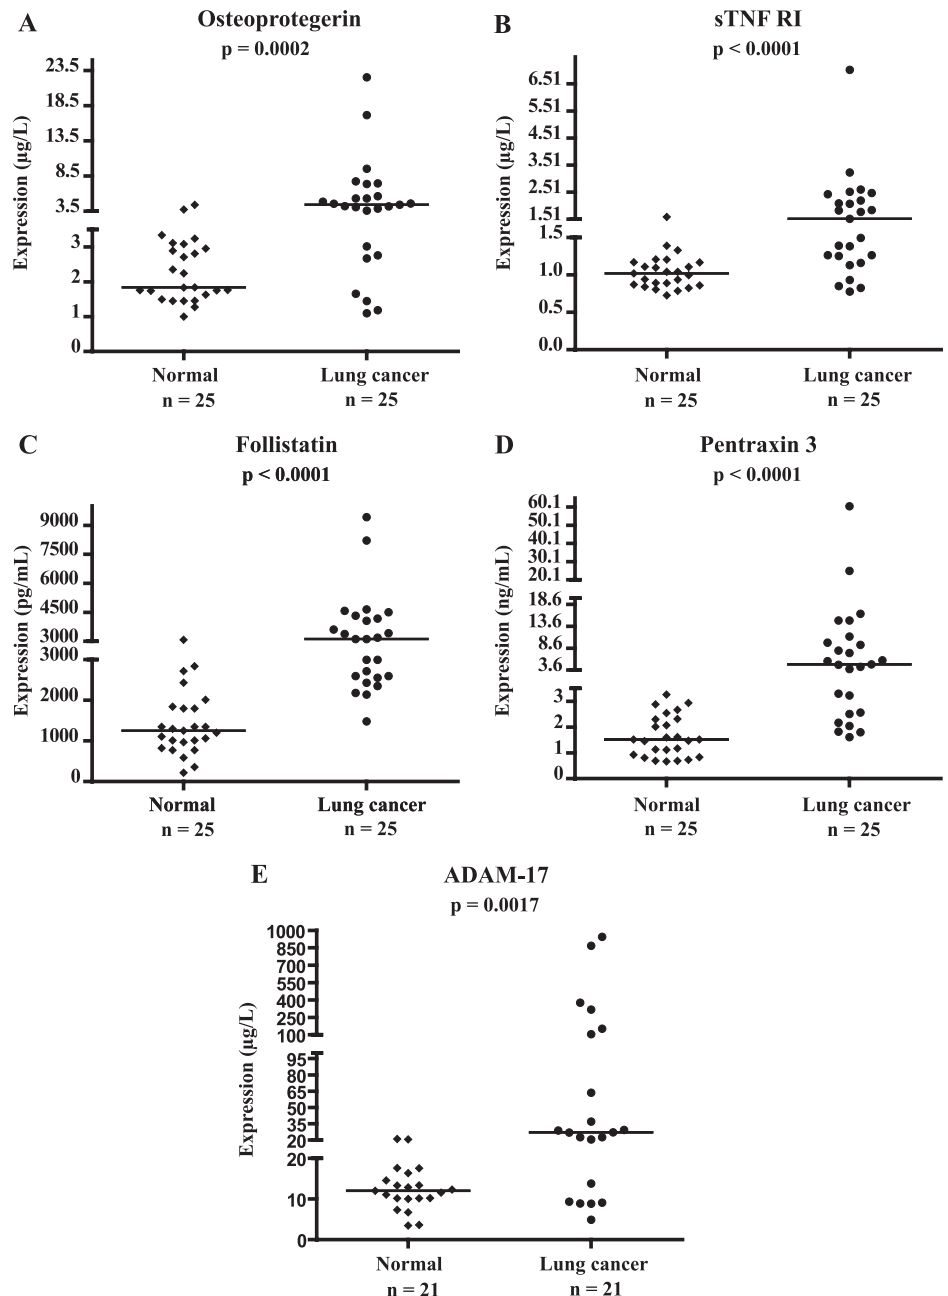 A
Osteoprotegerin
p = 0.0002
Expression (µg/L)
23.5
18.5
13.5
8.5
3.5
3
2
1
0
Normal
n = 25
Lung cancer
n = 25
B
sTNF RI
p < 0.0001
Expression (µg/L)
6.51
5.51
4.51
3.51
2.51
1.51
1.5
1.0
0.5
0.0
Normal
n = 25
Lung cancer
n = 25
C
Follistatin
p < 0.0001
Expression (pg/mL)
9000
7500
6000
4500
3000
3000
2000
1000
0
Normal
n = 25
Lung cancer
n = 25
D
Pentraxin 3
p < 0.0001
Expression (ng/mL)
60.1
50.1
40.1
30.1
20.1
18.6
13.6
8.6
3.6
3
2
1
0
Normal
n = 25
Lung cancer
n = 25
E
ADAM-17
p = 0.0017
Expression (µg/L)
1000
850
700
550
400
250
100
95
80
65
50
35
20
20
10
0
Normal
n = 21
Lung cancer
n = 21